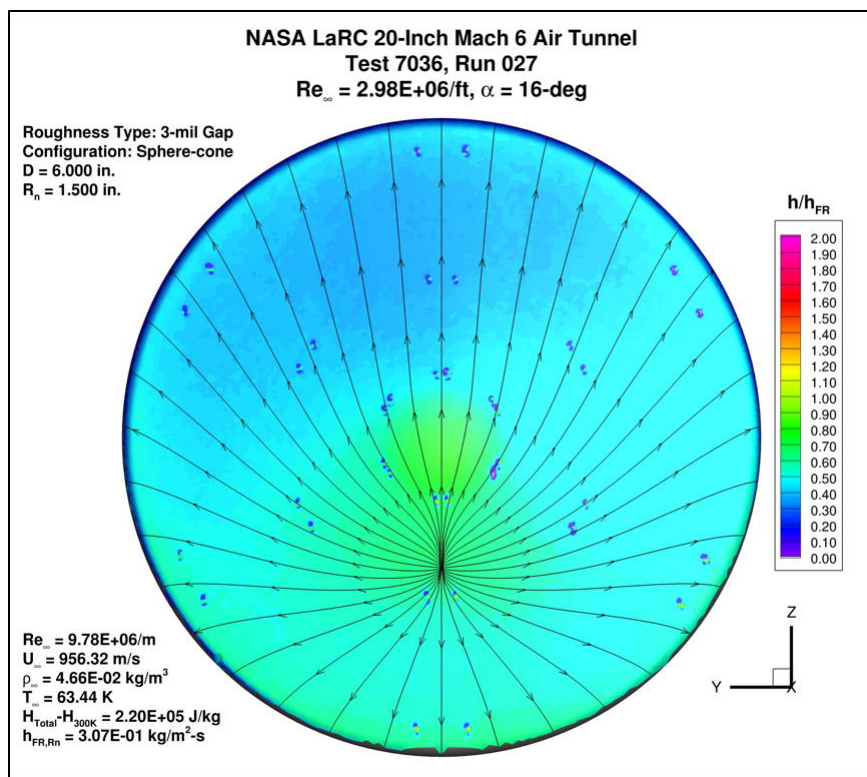 NASA LaRC 20-Inch Mach 6 Air Tunnel
Test 7036, Run 027
Re∞ = 2.98E+06/ft, α = 16-deg
Roughness Type: 3-mil Gap
Configuration: Sphere-cone
D = 6.000 in.
Rn = 1.500 in.
h/hFR
2.00
1.90
1.80
1.70
1.60
1.50
1.40
1.30
1.20
1.10
1.00
0.90
0.80
0.70
0.60
0.50
0.40
0.30
0.20
0.10
0.00
Re∞ = 9.78E+06/m
U∞ = 956.32 m/s
ρ∞ = 4.66E-02 kg/m³
T∞ = 63.44 K
HTotal-H300K = 2.20E+05 J/kg
hFR,Rn = 3.07E-01 kg/m²-s
Z
Y
X